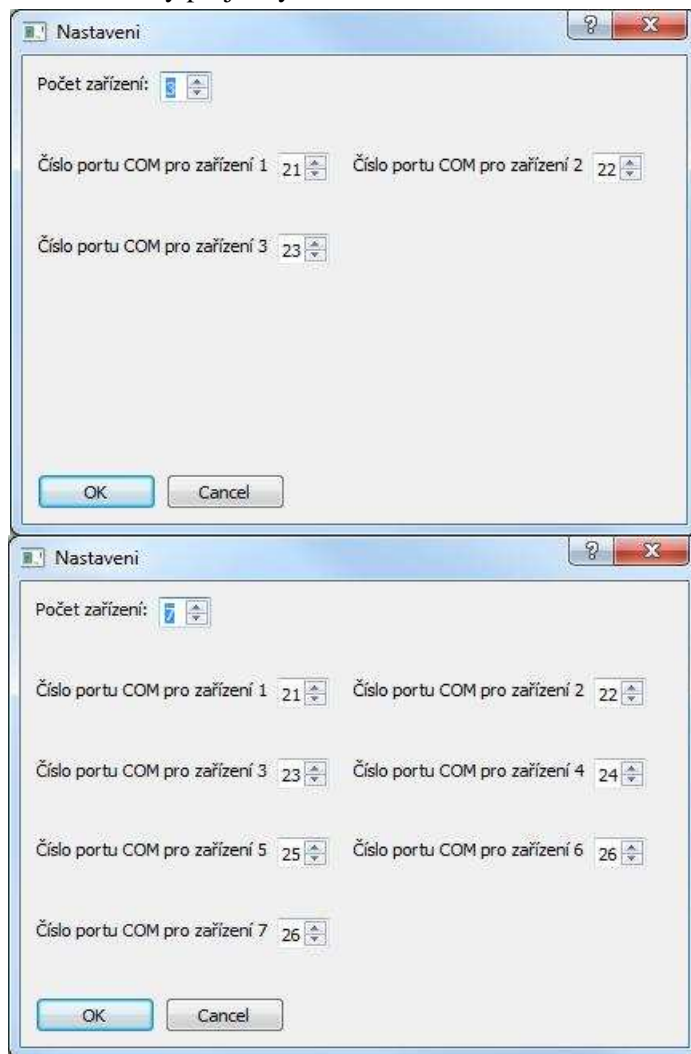 Nastaveni
Počet zařízení: 3
Číslo portu COM pro zařízení 1 21 Číslo portu COM pro zařízení 2 22
Číslo portu COM pro zařízení 3 23
OK Cancel
Nastaveni
Počet zařízení: 7
Číslo portu COM pro zařízení 1 21 Číslo portu COM pro zařízení 2 22
Číslo portu COM pro zařízení 3 23 Číslo portu COM pro zařízení 4 24
Číslo portu COM pro zařízení 5 25 Číslo portu COM pro zařízení 6 26
Číslo portu COM pro zařízení 7 26
OK Cancel